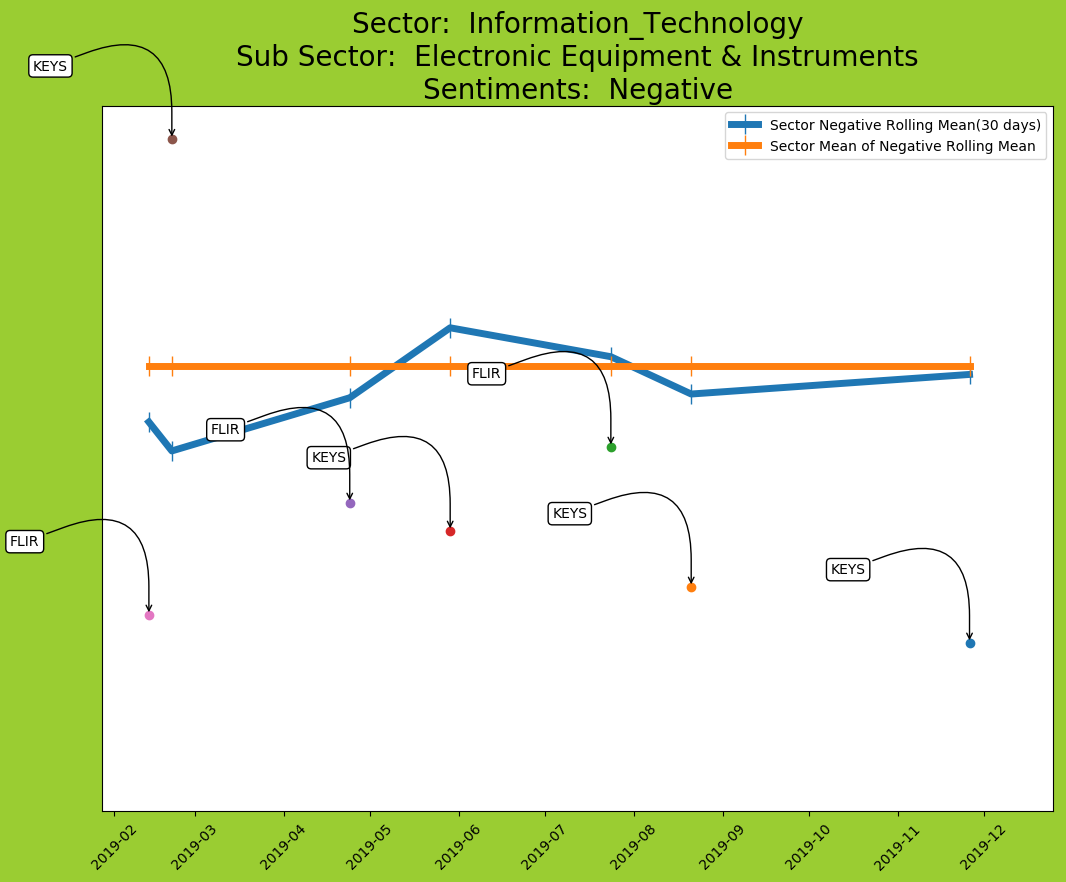 Sector:  Information_Technology
Sub Sector:  Electronic Equipment & Instruments
Sentiments:  Negative
KEYS
Sector Negative Rolling Mean(30 days)
Sector Mean of Negative Rolling Mean
FLIR
FLIR
KEYS
KEYS
FLIR
KEYS
2019-02
2019-03
2019-04
2019-05
2019-06
2019-07
2019-08
2019-09
2019-10
2019-11
2019-12